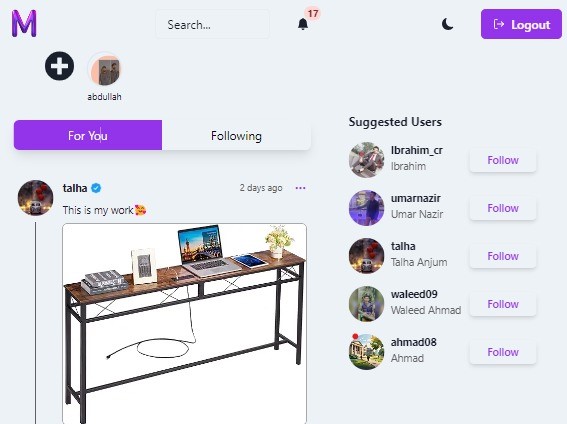 M
Search...
17
Logout
abdullah
For You
Following
Suggested Users
Ibrahim_cr
Ibrahim
Follow
umarnazir
Umar Nazir
Follow
talha
Talha Anjum
Follow
waleed09
Waleed Ahmad
Follow
ahmad08
Ahmad
Follow
talha
2 days ago
This is my work🥰